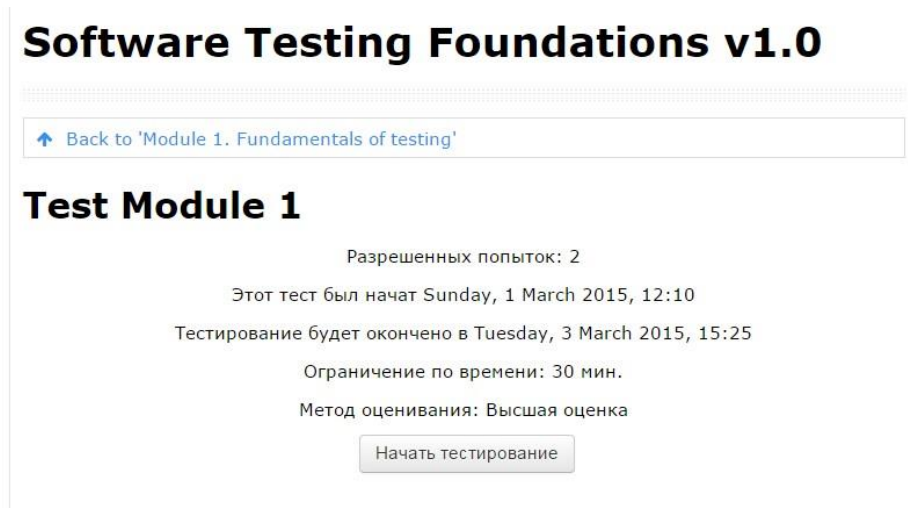 Software Testing Foundations v1.0
Back to 'Module 1. Fundamentals of testing'
Test Module 1
Разрешенных попыток: 2
Этот тест был начат Sunday, 1 March 2015, 12:10
Тестирование будет окончено в Tuesday, 3 March 2015, 15:25
Ограничение по времени: 30 мин.
Метод оценивания: Высшая оценка
Начать тестирование